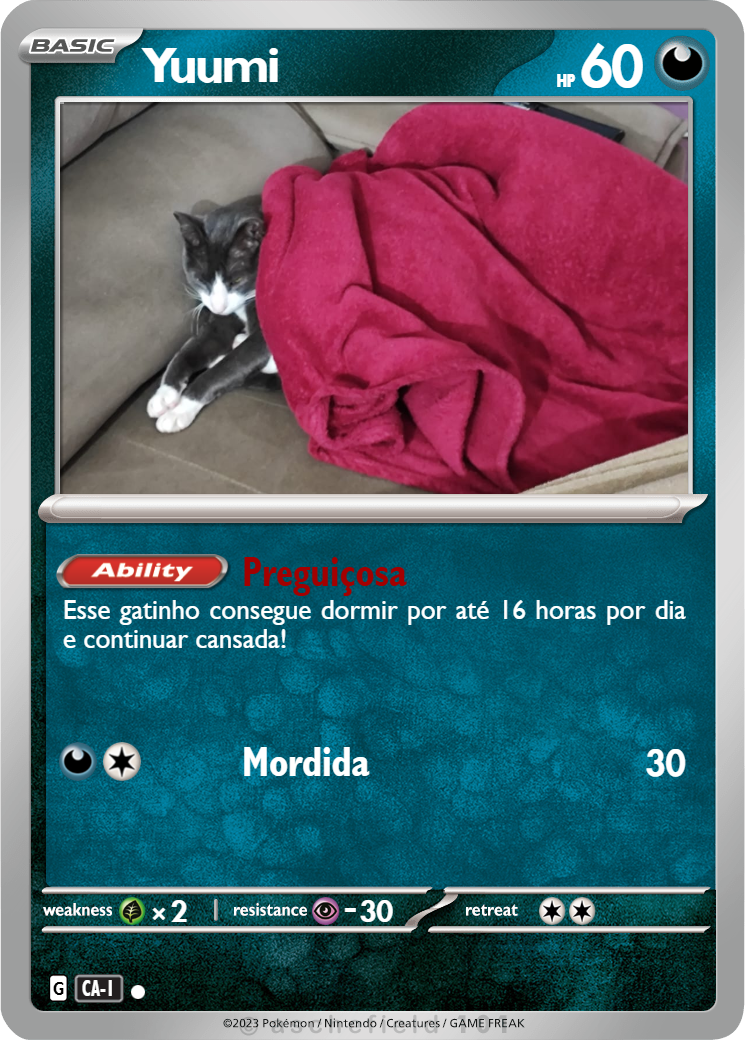 BASIC
Yuumi
HP 60
Ability Preguiçosa
Esse gatinho consegue dormir por até 16 horas por dia
e continuar cansada!
Mordida 30
weakness × 2 | resistance -30 retreat
G CA-I
©2023 Pokémon / Nintendo / Creatures / GAME FREAK